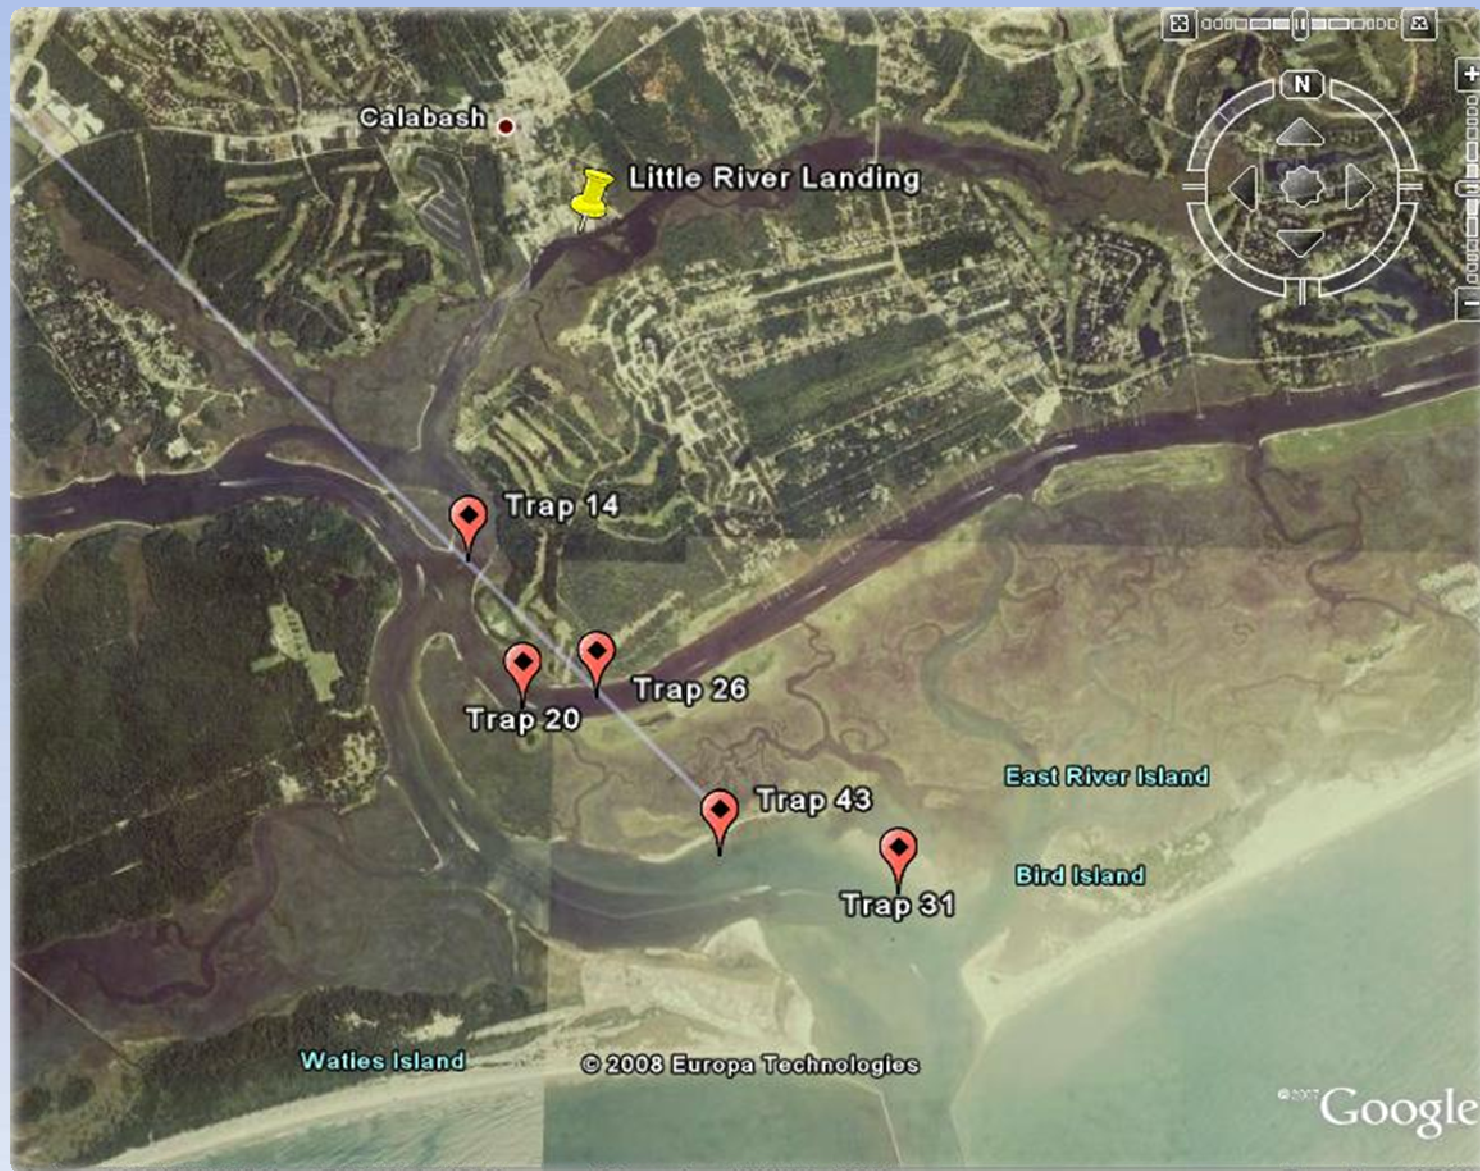 N
Calabash
Little River Landing
Trap 14
Trap 26
Trap 20
East River Island
Trap 43
Bird Island
Trap 31
Waties Island
© 2008 Europa Technologies
©2007 Google